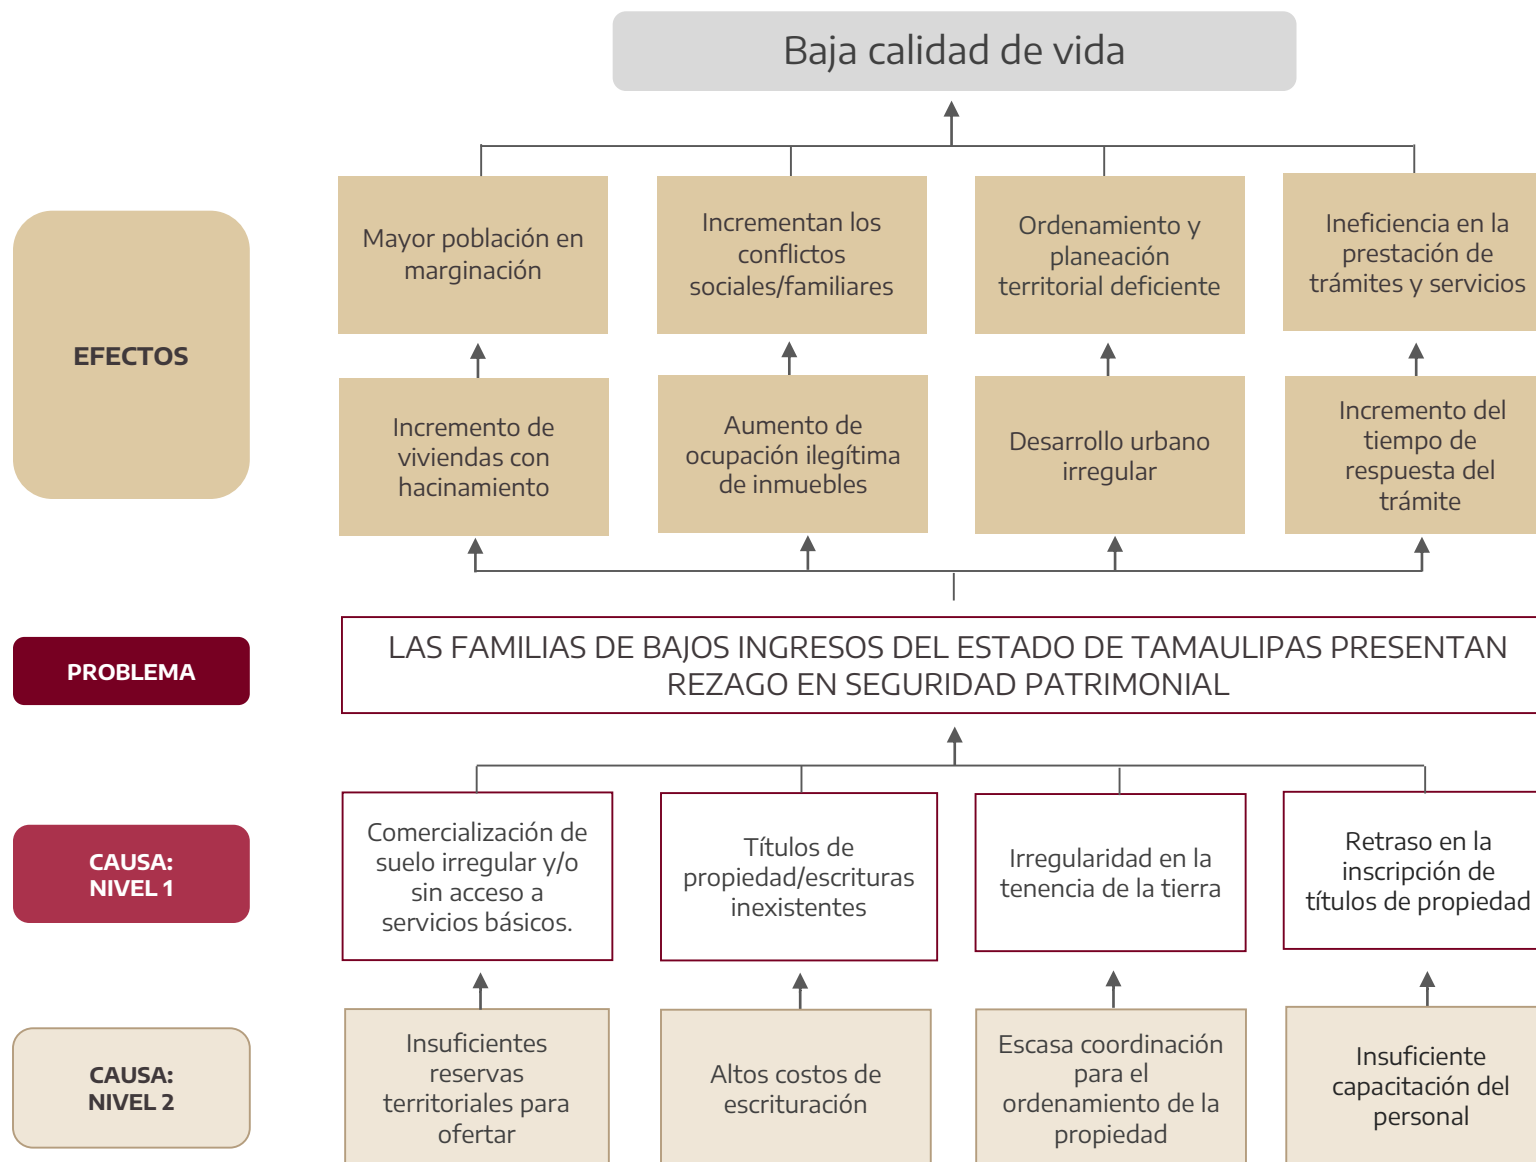 Baja calidad de vida
Mayor población en
marginación
Incrementan los
conflictos
sociales/familiares
Ordenamiento y
planeación
territorial deficiente
Ineficiencia en la
prestación de
trámites y servicios
EFECTOS
Incremento de
viviendas con
hacinamiento
Aumento de
ocupación ilegítima
de inmuebles
Desarrollo urbano
irregular
Incremento del
tiempo de
respuesta del
trámite
PROBLEMA
LAS FAMILIAS DE BAJOS INGRESOS DEL ESTADO DE TAMAULIPAS PRESENTAN
REZAGO EN SEGURIDAD PATRIMONIAL
CAUSA:
NIVEL 1
Comercialización de
suelo irregular y/o
sin acceso a
servicios básicos.
Títulos de
propiedad/escrituras
inexistentes
Irregularidad en la
tenencia de la tierra
Retraso en la
inscripción de
títulos de propiedad
CAUSA:
NIVEL 2
Insuficientes
reservas
territoriales para
ofertar
Altos costos de
escrituración
Escasa coordinación
para el
ordenamiento de la
propiedad
Insuficiente
capacitación del
personal